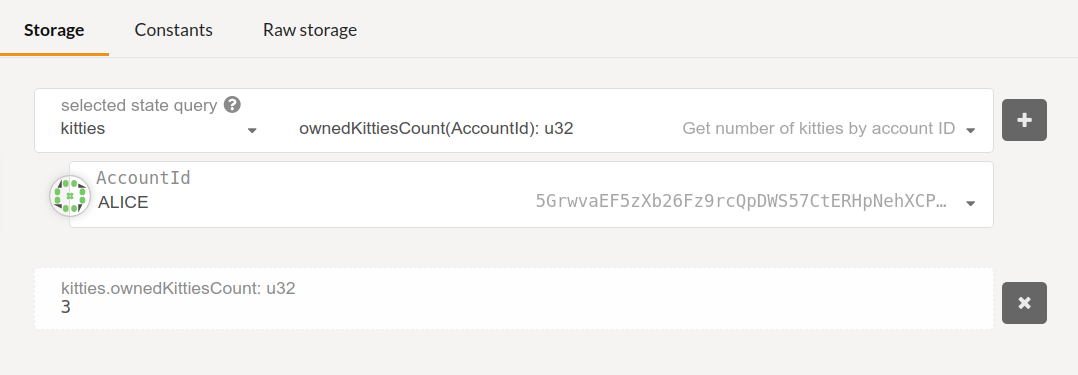 Storage Constants Raw storage
selected state query ?
kitties ownedKittiesCount(AccountId): u32 Get number of kitties by account ID
AccountId
ALICE 5GrwvaEF5zXb26Fz9rcQpDWS57CtERHpNehXCP…
kitties.ownedKittiesCount: u32
3